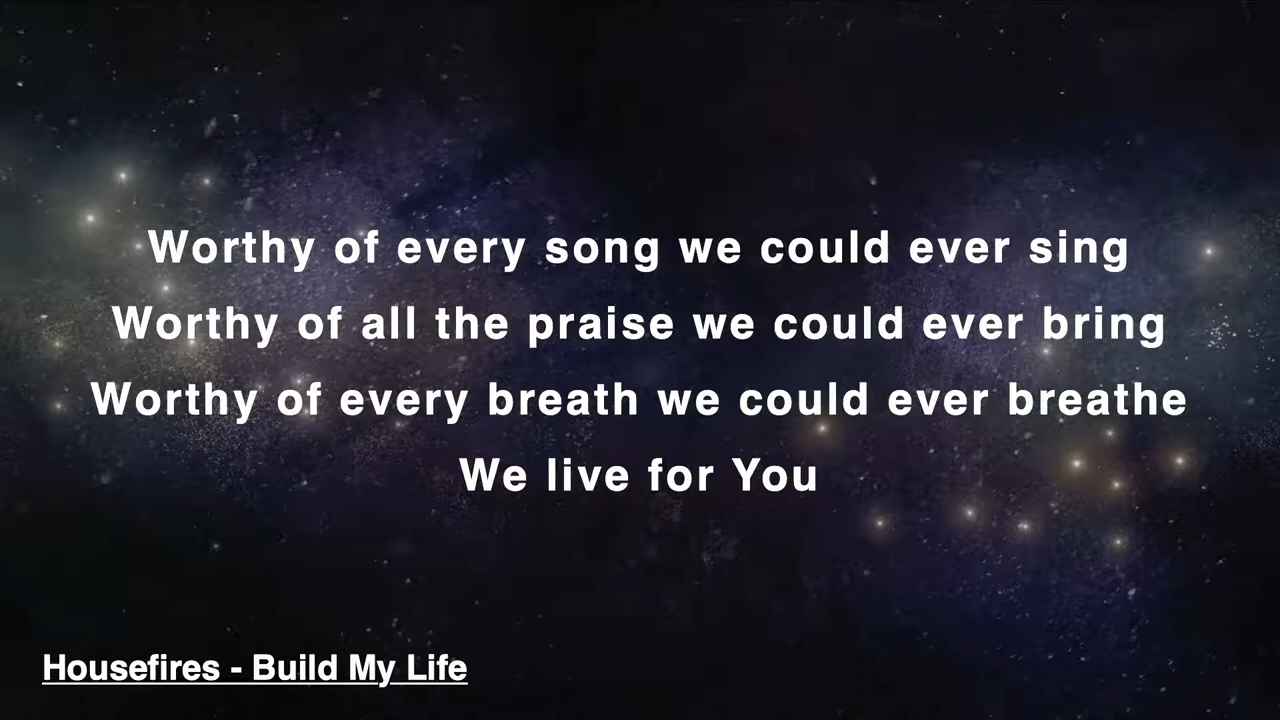 Worthy of every song we could ever sing
Worthy of all the praise we could ever bring
Worthy of every breath we could ever breathe
We live for You
Housefires - Build My Life